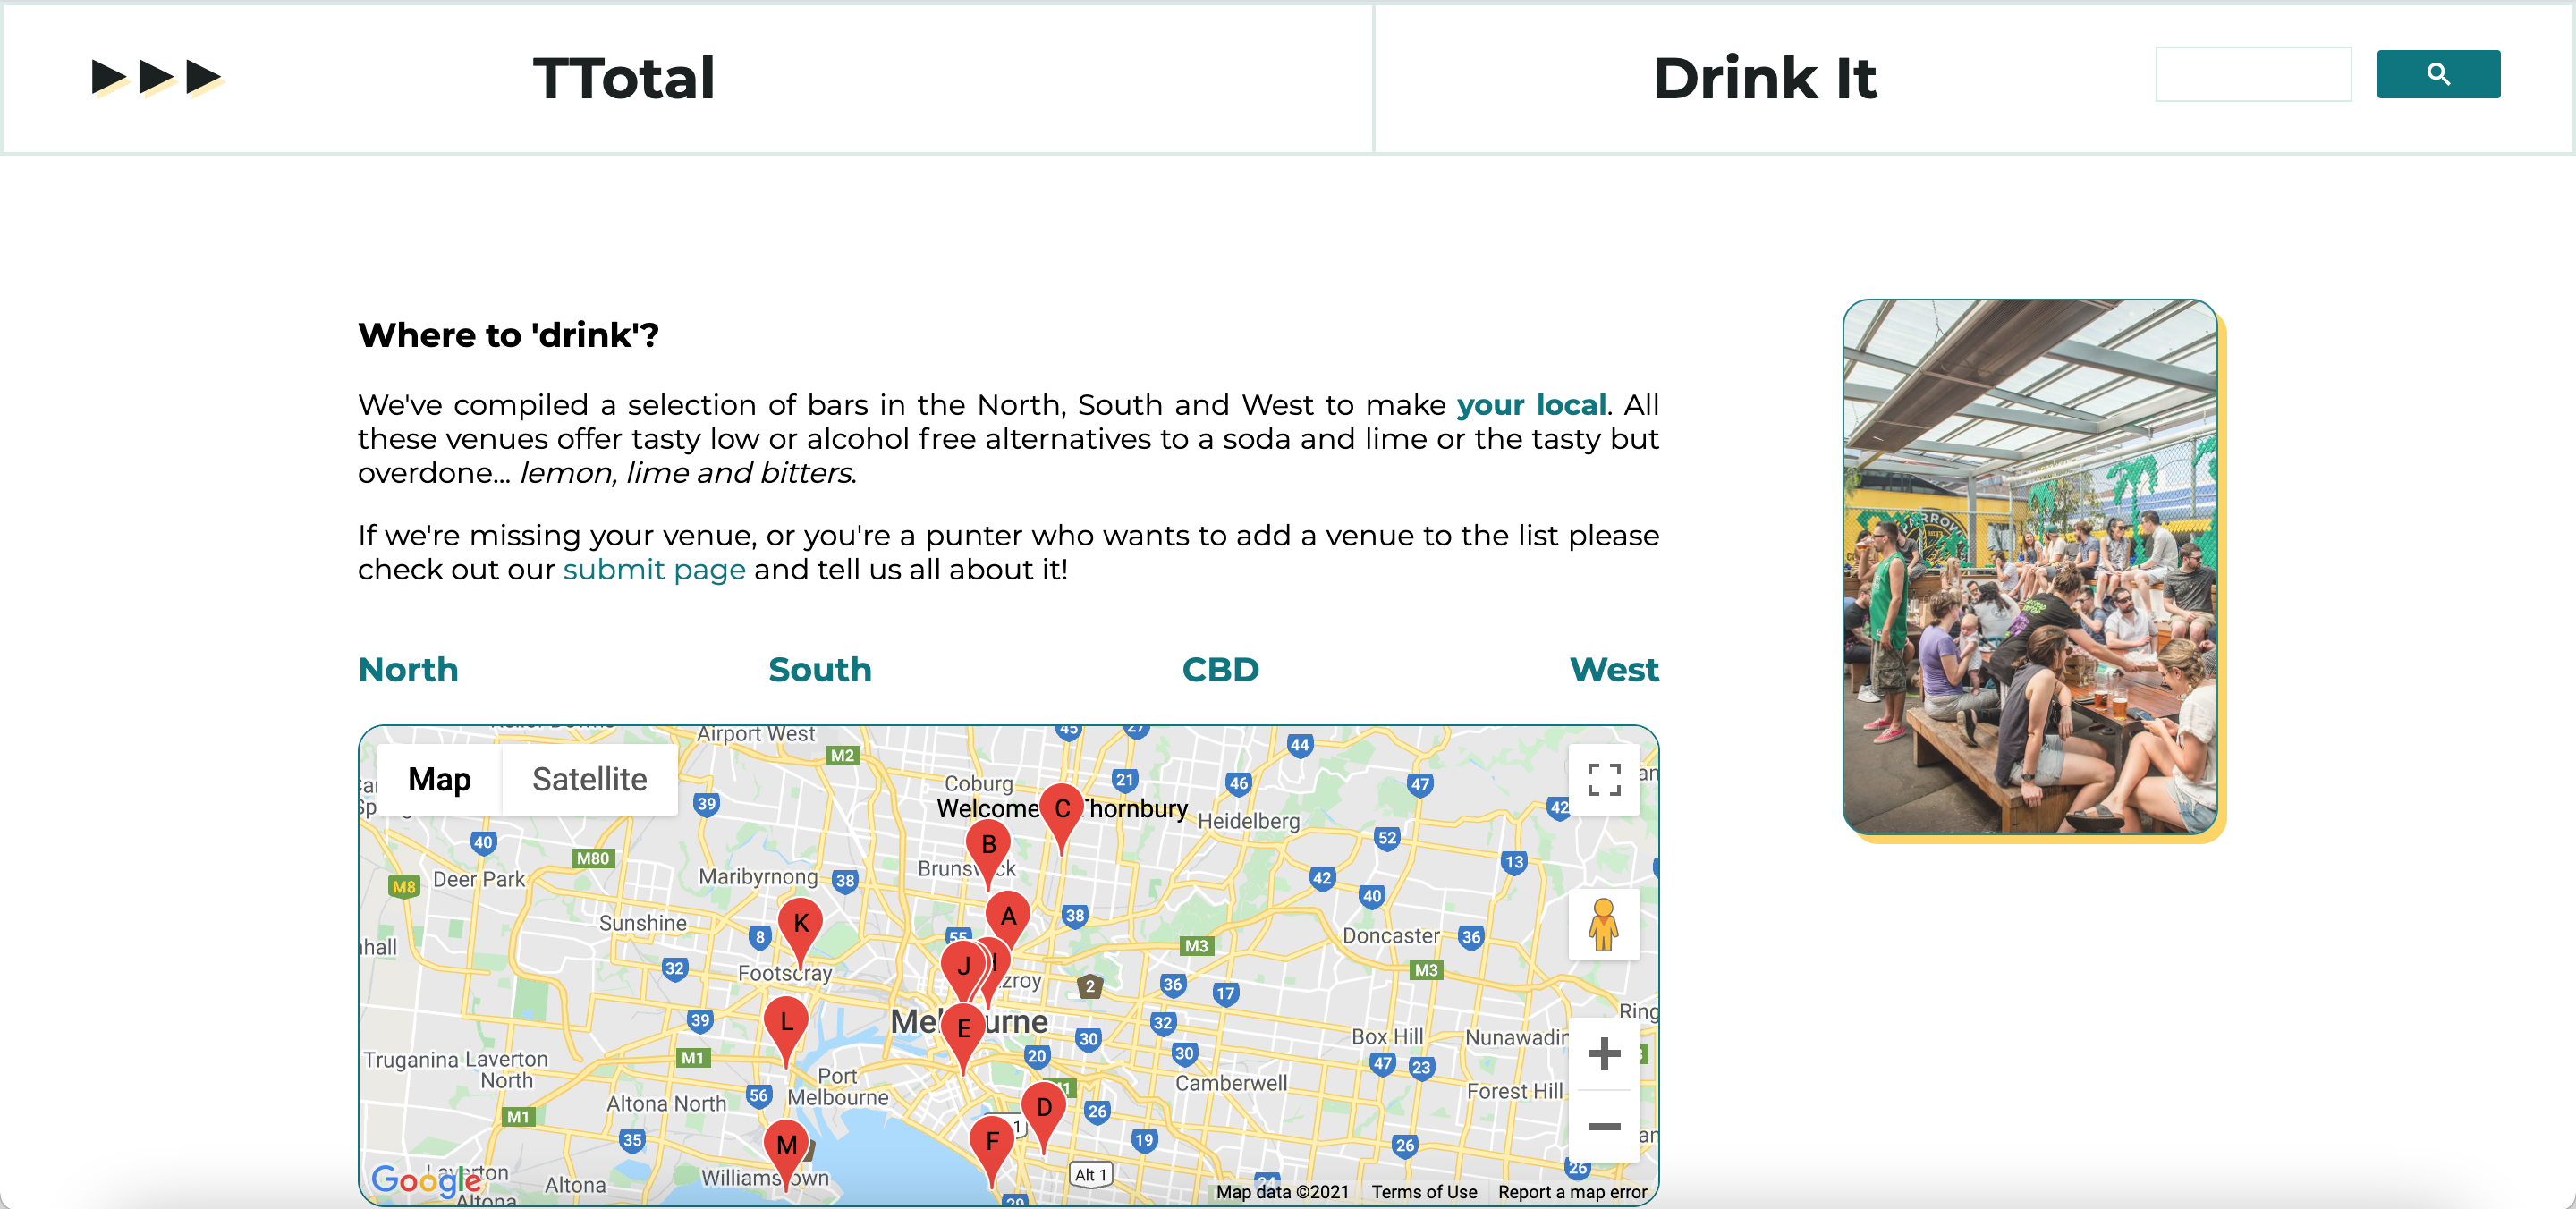 TTotal
Drink It
Where to 'drink'?
We've compiled a selection of bars in the North, South and West to make your local. All
these venues offer tasty low or alcohol free alternatives to a soda and lime or the tasty but
overdone... lemon, lime and bitters.
If we're missing your venue, or you're a punter who wants to add a venue to the list please
check out our submit page and tell us all about it!
North South CBD West
Map Satellite
Airport West
M2
45
27
44
Coburg
21
46
47
39
42
Welcome
C
Thornbury
Heidelberg
B
40
52
M80
Brunswick
13
M8
Deer Park
Maribyrnong
38
42
40
K
A
38
Sunshine
8
55
M3
Doncaster
36
J
I
32
Footscray
M3
2
36
17
L
39
Melbourne
E
32
30
20
30
Box Hill
Nunawadin
Truganina
Laverton
North
M1
47
23
Port
Melbourne
Camberwell
Forest Hill
56
Altona North
M1
D
26
35
F
1
19
26
M
Alt 1
26
Google
Laverton
Altona
Altona
Williamstown
29
24
Map data ©2021 Terms of Use Report a map error